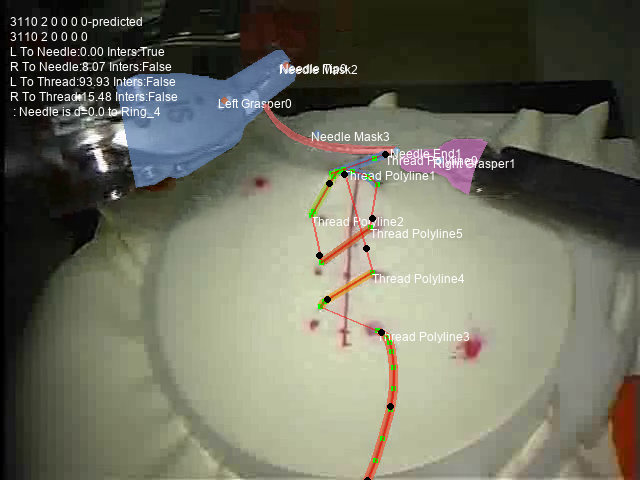 3110 2 0 0 0 0-predicted
3110 2 0 0 0 0
L To Needle:0.00 Inters:True
R To Needle:8.07 Inters:False
L To Thread:93.93 Inters:False
R To Thread:15.48 Inters:False
: Needle is d=0.0 to Ring_4
Needle Mask2
Left Grasper0
Needle Mask3
Needle End1
Thread Polyline0
Right Grasper1
Thread Polyline1
Thread Polyline2
Thread Polyline5
Thread Polyline4
Thread Polyline3